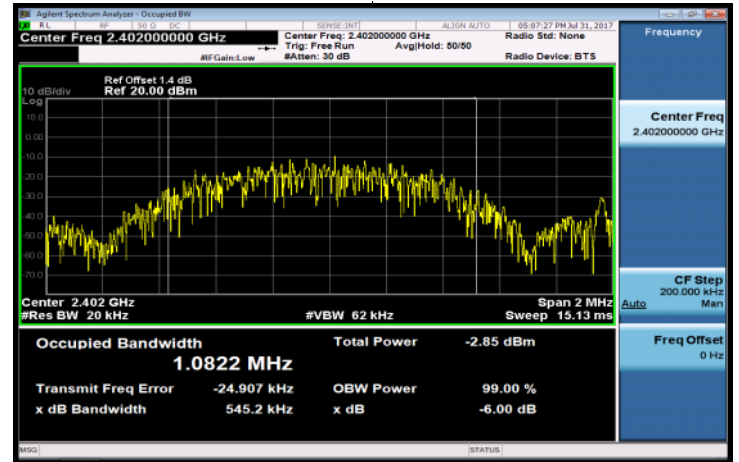 Agilent Spectrum Analyzer - Occupied BW
RL RF 50 Ω DC SENSE:INT ALIGN AUTO 05:07:27 PM Jul 31, 2017
Center Freq 2.402000000 GHz
Center Freq: 2.402000000 GHz
Radio Std: None
Trig: Free Run Avg|Hold: 50/50
#IFGain:Low
#Atten: 30 dB
Radio Device: BTS
Frequency
Ref Offset 1.4 dB
10 dB/div Ref 20.00 dBm
Log
10.0
0.00
-10.0
-20.0
-30.0
-40.0
-50.0
-60.0
-70.0
Center Freq
2.402000000 GHz
Center 2.402 GHz Span 2 MHz
#Res BW 20 kHz #VBW 62 kHz Sweep 15.13 ms
CF Step
200.000 kHz
Auto Man
Occupied Bandwidth Total Power -2.85 dBm
1.0822 MHz
Freq Offset
0 Hz
Transmit Freq Error -24.907 kHz OBW Power 99.00 %
x dB Bandwidth 545.2 kHz x dB -6.00 dB
MSG STATUS